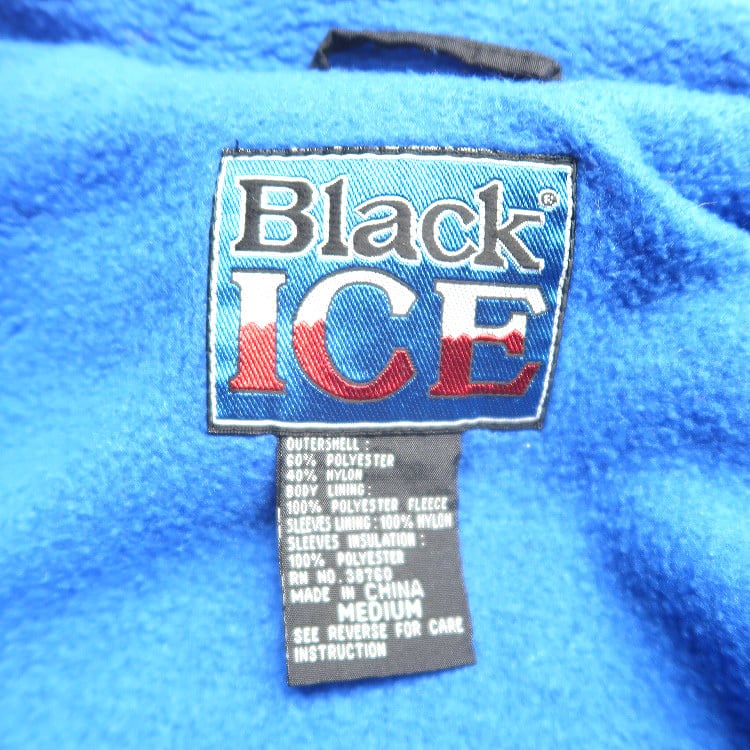 Black®
ICE
OUTERSHELL :
60% POLYESTER
40% NYLON
BODY LINING:
100% POLYESTER FLEECE
SLEEVES LINING : 100% NYLON
SLEEVES INSULATION :
100% POLYESTER
RN NO. 38760
MADE IN CHINA
MEDIUM
SEE REVERSE FOR CARE
INSTRUCTION